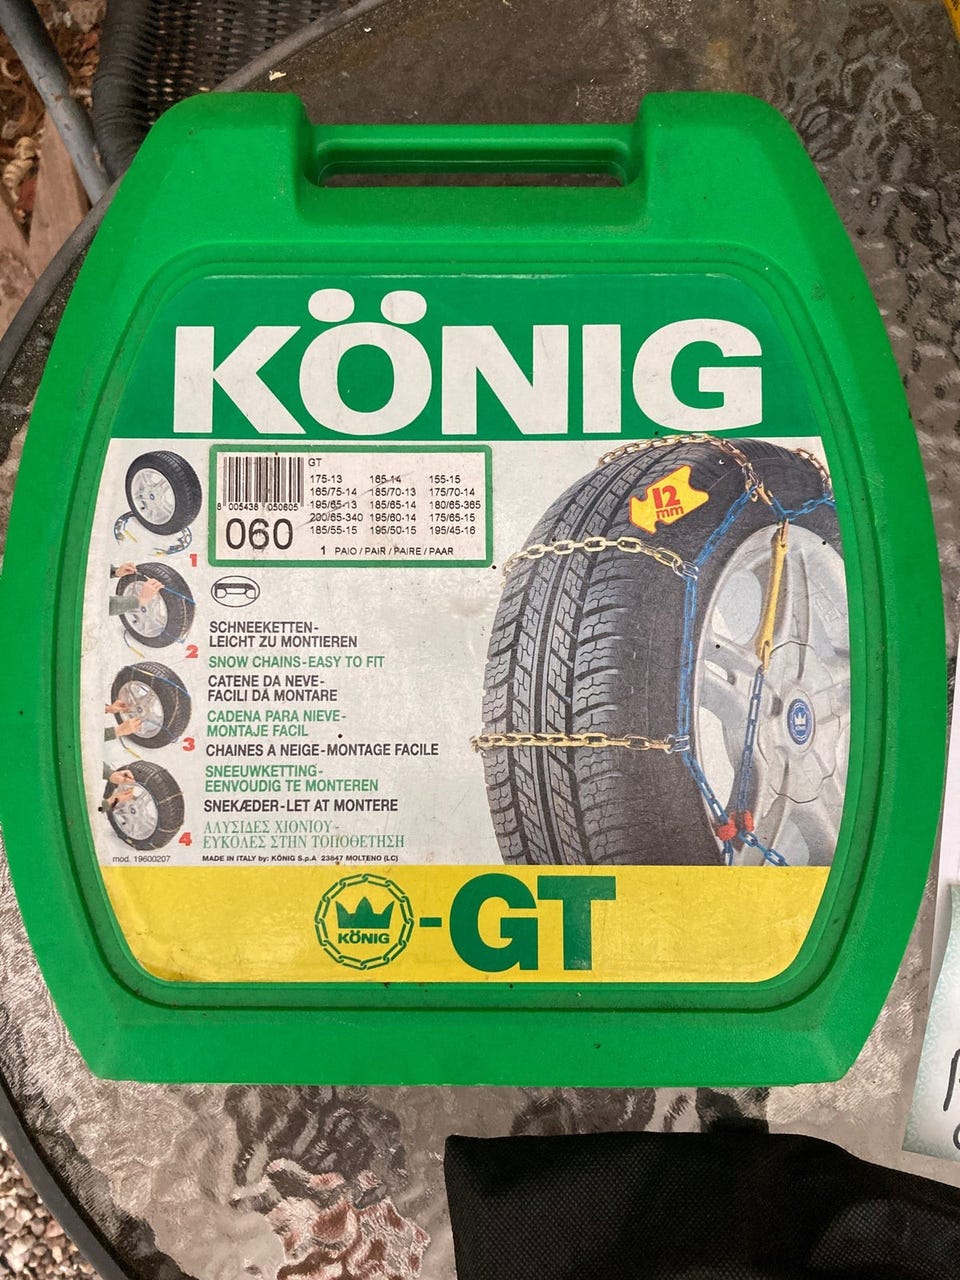 KÖNIG
GT
175-13 165-14 155-15
165/75-14 185/70-13 175/70-14
195/65-13 185/65-14 180/65-365
200/65-340 195/60-14 175/65-15
185/55-15 195/50-15 195/45-16
8 005438 050605
060
1 PAIO / PAIR / PAIRE / PAAR
12
mm
1
2
3
4
SCHNEEKETTEN-
LEICHT ZU MONTIEREN
SNOW CHAINS-EASY TO FIT
CATENE DA NEVE-
FACILI DA MONTARE
CADENA PARA NIEVE-
MONTAJE FACIL
CHAINES A NEIGE-MONTAGE FACILE
SNEEUWKETTING-
EENVOUDIG TE MONTEREN
SNEKÆDER-LET AT MONTERE
ΑΛΥΣΙΔΕΣ ΧΙΟΝΙΟΥ-
ΕΥΚΟΛΕΣ ΣΤΗΝ ΤΟΠΟΘΕΤΗΣΗ
mod. 19600207 MADE IN ITALY by: KÖNIG S.p.A 23847 MOLTENO (LC)
KÖNIG
-GT